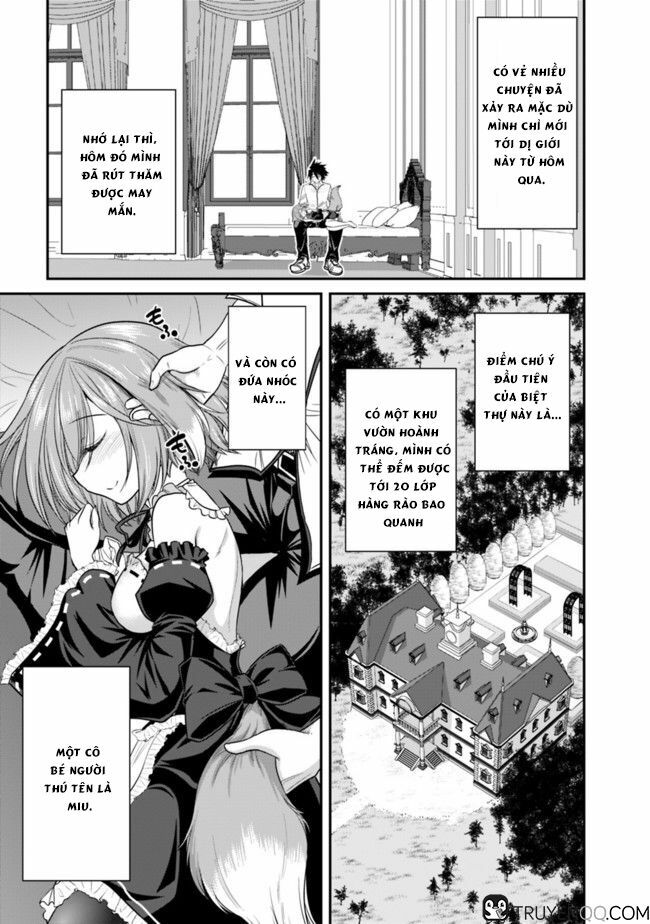 CÓ VẺ NHIỀU
CHUYỆN ĐÃ
XẢY RA MẶC DÙ
MÌNH CHỈ MỚI
TỚI DỊ GIỚI
NÀY TỪ HÔM
QUA.
NHỚ LẠI THÌ,
HÔM ĐÓ MÌNH
ĐÃ RÚT THĂM
ĐƯỢC MAY
MẮN.
ĐIỂM CHÚ Ý
ĐẦU TIÊN
CỦA BIỆT
THỰ NÀY LÀ...
CÓ MỘT KHU
VƯỜN HOÀNH
TRÁNG, MÌNH CÓ
THỂ ĐẾM ĐƯỢC
TỚI 20 LỚP
HÀNG RÀO BAO
QUANH
VÀ CÒN CÓ
ĐỨA NHÓC
NÀY...
MỘT CÔ
BÉ NGƯỜI
THÚ TÊN LÀ
MIU.